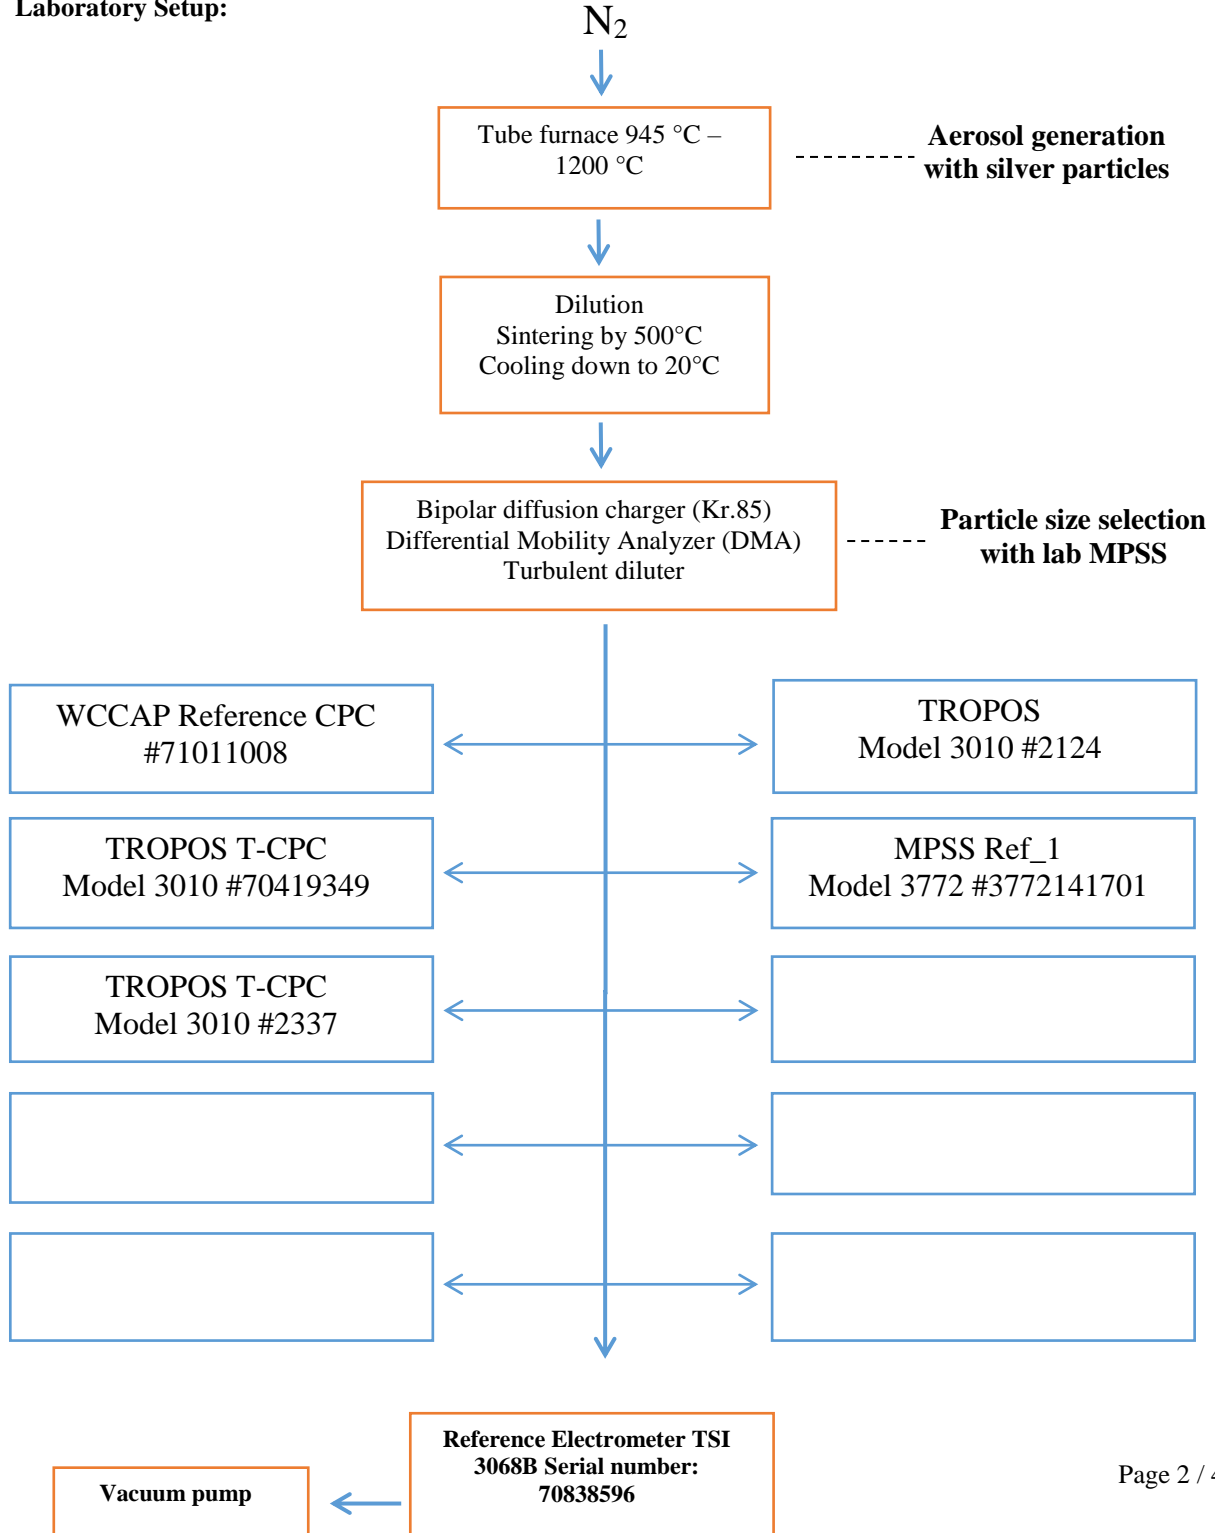 Laboratory Setup:
N₂
Tube furnace 945 °C –
1200 °C
Aerosol generation
with silver particles
Dilution
Sintering by 500°C
Cooling down to 20°C
Bipolar diffusion charger (Kr.85)
Differential Mobility Analyzer (DMA)
Turbulent diluter
Particle size selection
with lab MPSS
WCCAP Reference CPC
#71011008
TROPOS
Model 3010 #2124
TROPOS T-CPC
Model 3010 #70419349
MPSS Ref_1
Model 3772 #3772141701
TROPOS T-CPC
Model 3010 #2337
Reference Electrometer TSI
3068B Serial number:
70838596
Vacuum pump
Page 2 / 4